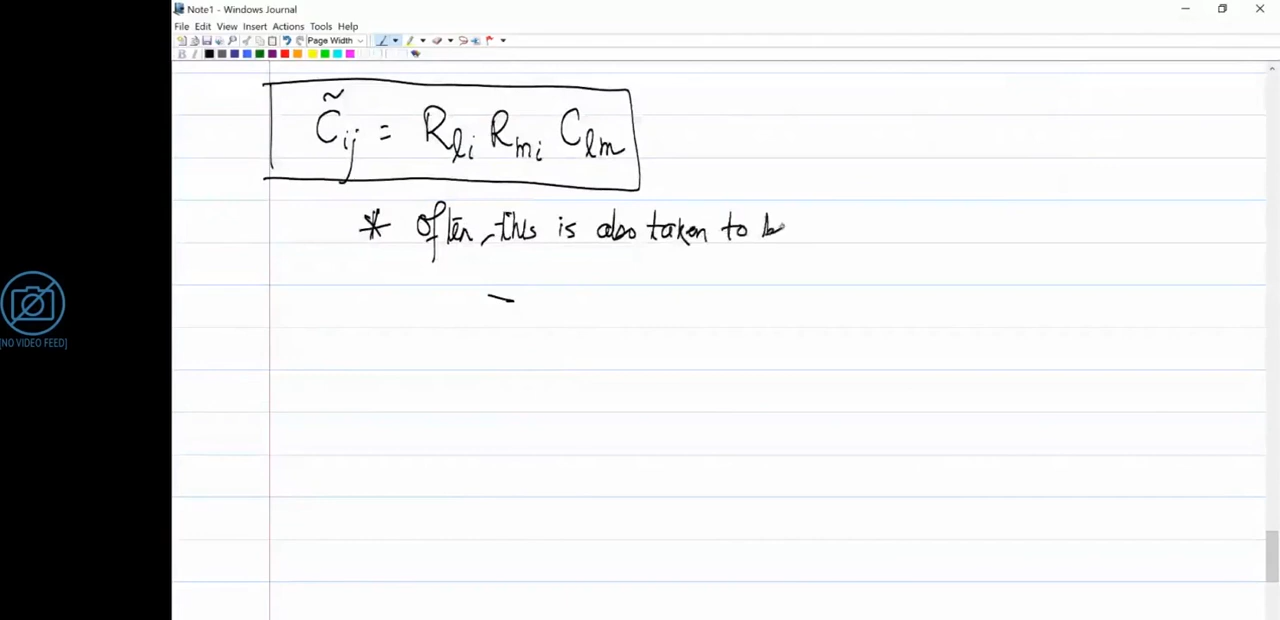 Note1 - Windows Journal
File Edit View Insert Actions Tools Help
Page Width
B I
C̃ij = Rli Rmi Clm
* Often, this is also taken to b
[NO VIDEO FEED]